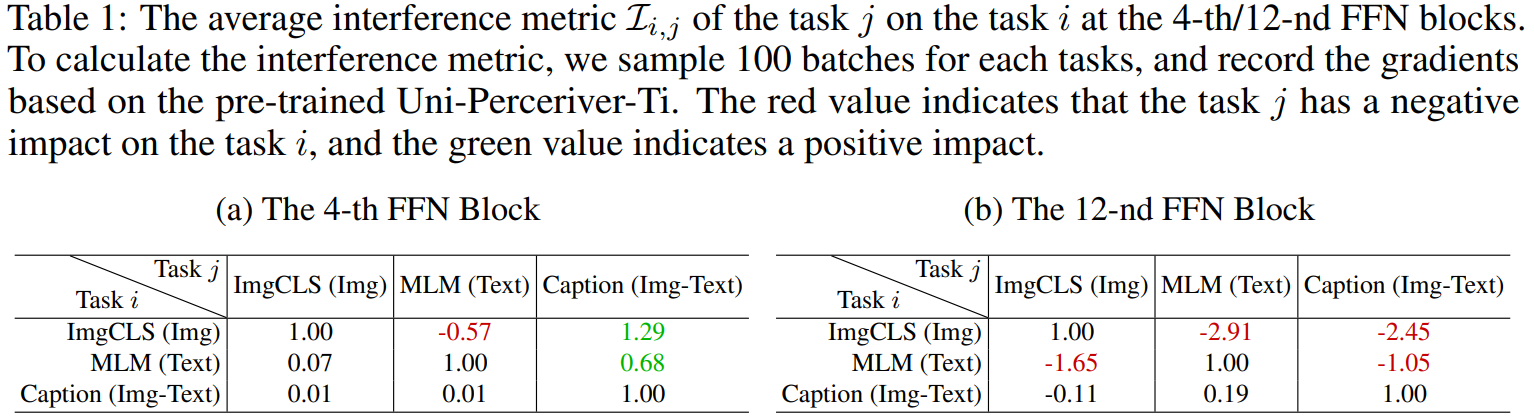 Table 1: The average interference metric ℐᵢ,ⱼ of the task j on the task i at the 4-th/12-nd FFN blocks.
To calculate the interference metric, we sample 100 batches for each tasks, and record the gradients
based on the pre-trained Uni-Perceriver-Ti. The red value indicates that the task j has a negative
impact on the task i, and the green value indicates a positive impact.
(a) The 4-th FFN Block
Task j
Task i
ImgCLS (Img) MLM (Text) Caption (Img-Text)
ImgCLS (Img) 1.00 -0.57 1.29
MLM (Text) 0.07 1.00 0.68
Caption (Img-Text) 0.01 0.01 1.00
(b) The 12-nd FFN Block
Task j
Task i
ImgCLS (Img) MLM (Text) Caption (Img-Text)
ImgCLS (Img) 1.00 -2.91 -2.45
MLM (Text) -1.65 1.00 -1.05
Caption (Img-Text) -0.11 0.19 1.00